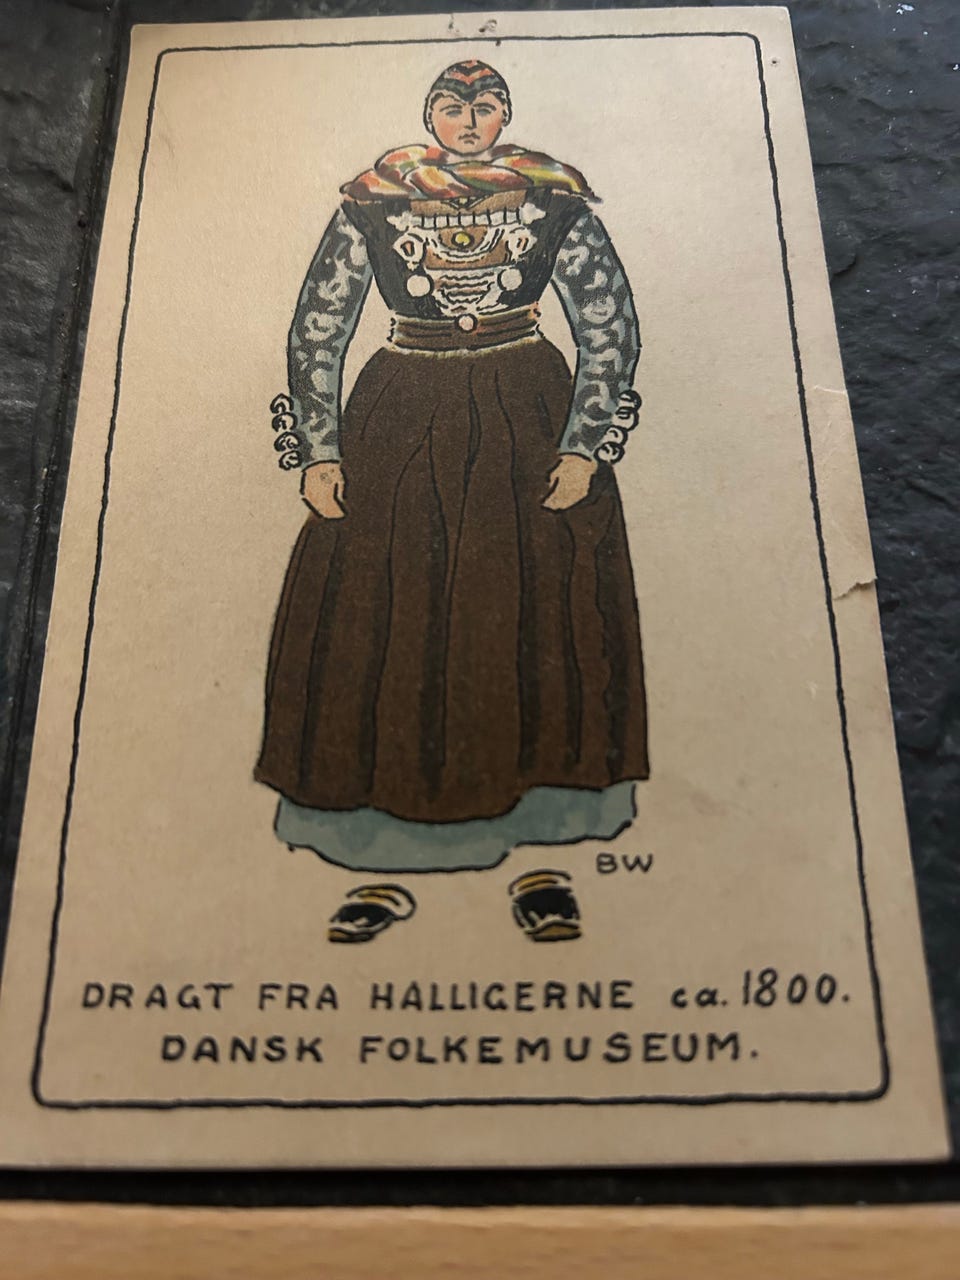 BW
DRAGT FRA HALLIGERNE ca. 1800.
DANSK FOLKEMUSEUM.